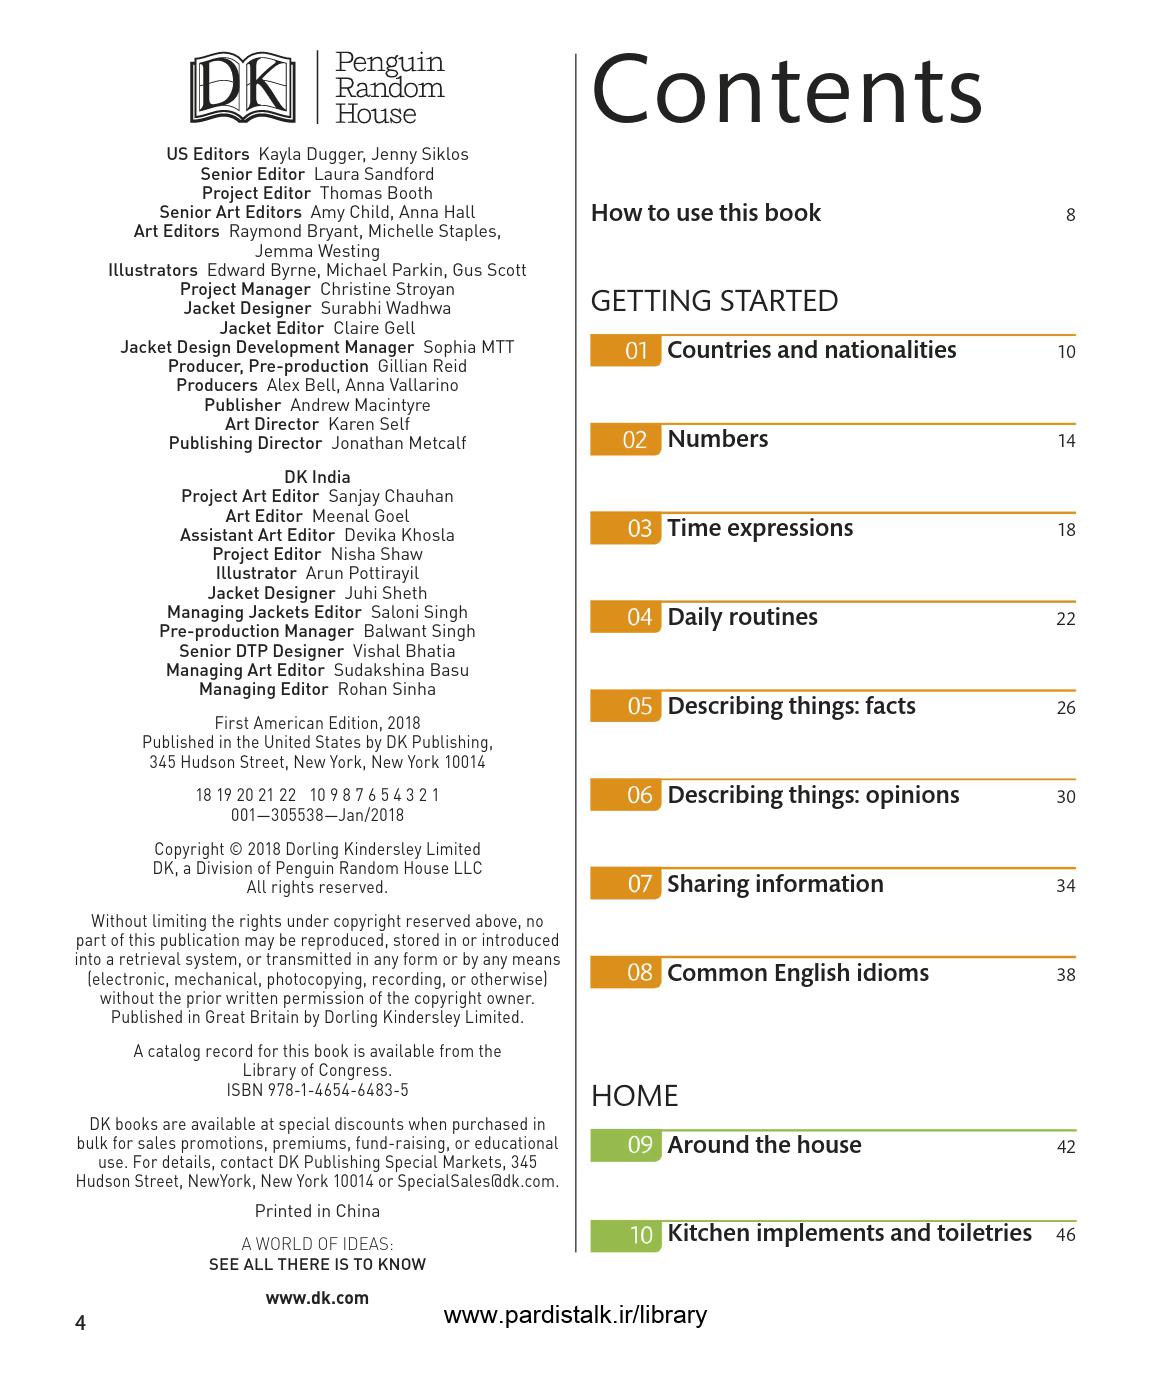 DK
Penguin
Random
House
US Editors Kayla Dugger, Jenny Siklos
Senior Editor Laura Sandford
Project Editor Thomas Booth
Senior Art Editors Amy Child, Anna Hall
Art Editors Raymond Bryant, Michelle Staples,
Jemma Westing
Illustrators Edward Byrne, Michael Parkin, Gus Scott
Project Manager Christine Stroyan
Jacket Designer Surabhi Wadhwa
Jacket Editor Claire Gell
Jacket Design Development Manager Sophia MTT
Producer, Pre-production Gillian Reid
Producers Alex Bell, Anna Vallarino
Publisher Andrew Macintyre
Art Director Karen Self
Publishing Director Jonathan Metcalf
DK India
Project Art Editor Sanjay Chauhan
Art Editor Meenal Goel
Assistant Art Editor Devika Khosla
Project Editor Nisha Shaw
Illustrator Arun Pottirayil
Jacket Designer Juhi Sheth
Managing Jackets Editor Saloni Singh
Pre-production Manager Balwant Singh
Senior DTP Designer Vishal Bhatia
Managing Art Editor Sudakshina Basu
Managing Editor Rohan Sinha
First American Edition, 2018
Published in the United States by DK Publishing,
345 Hudson Street, New York, New York 10014
18 19 20 21 22 10 9 8 7 6 5 4 3 2 1
001—305538—Jan/2018
Copyright © 2018 Dorling Kindersley Limited
DK, a Division of Penguin Random House LLC
All rights reserved.
Without limiting the rights under copyright reserved above, no
part of this publication may be reproduced, stored in or introduced
into a retrieval system, or transmitted in any form or by any means
(electronic, mechanical, photocopying, recording, or otherwise)
without the prior written permission of the copyright owner.
Published in Great Britain by Dorling Kindersley Limited.
A catalog record for this book is available from the
Library of Congress.
ISBN 978-1-4654-6483-5
DK books are available at special discounts when purchased in
bulk for sales promotions, premiums, fund-raising, or educational
use. For details, contact DK Publishing Special Markets, 345
Hudson Street, NewYork, New York 10014 or SpecialSales@dk.com.
Printed in China
A WORLD OF IDEAS:
SEE ALL THERE IS TO KNOW
www.dk.com
4
Contents
How to use this book 8
GETTING STARTED
01 Countries and nationalities 10
02 Numbers 14
03 Time expressions 18
04 Daily routines 22
05 Describing things: facts 26
06 Describing things: opinions 30
07 Sharing information 34
08 Common English idioms 38
HOME
09 Around the house 42
10 Kitchen implements and toiletries 46
www.pardistalk.ir/library